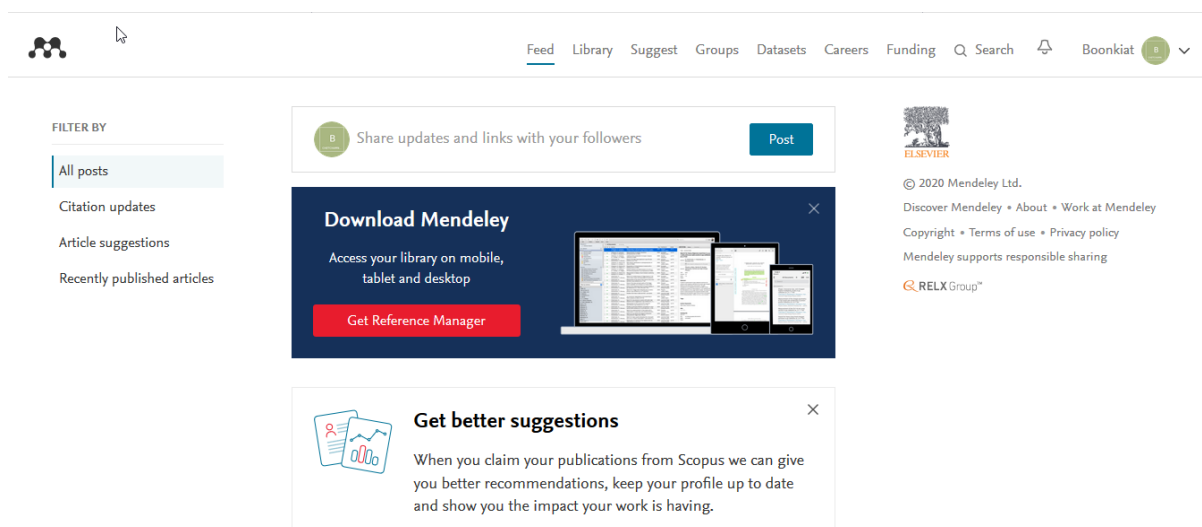 Feed Library Suggest Groups Datasets Careers Funding Search Boonkiat
FILTER BY
All posts
Citation updates
Article suggestions
Recently published articles
B
Share updates and links with your followers
Post
Download Mendeley
Access your library on mobile,
tablet and desktop
Get Reference Manager
Get better suggestions
When you claim your publications from Scopus we can give
you better recommendations, keep your profile up to date
and show you the impact your work is having.
ELSEVIER
© 2020 Mendeley Ltd.
Discover Mendeley • About • Work at Mendeley
Copyright • Terms of use • Privacy policy
Mendeley supports responsible sharing
RELX Group™